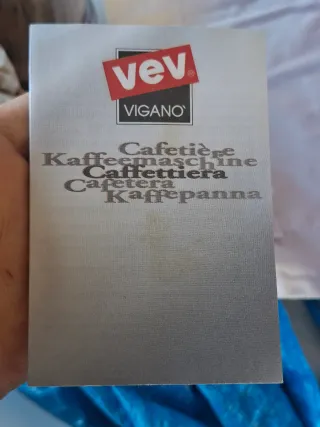 vev®
VIGANO'
Cafetière
Kaffeemaschine
Caffettiera
Cafetera
Kaffepanna